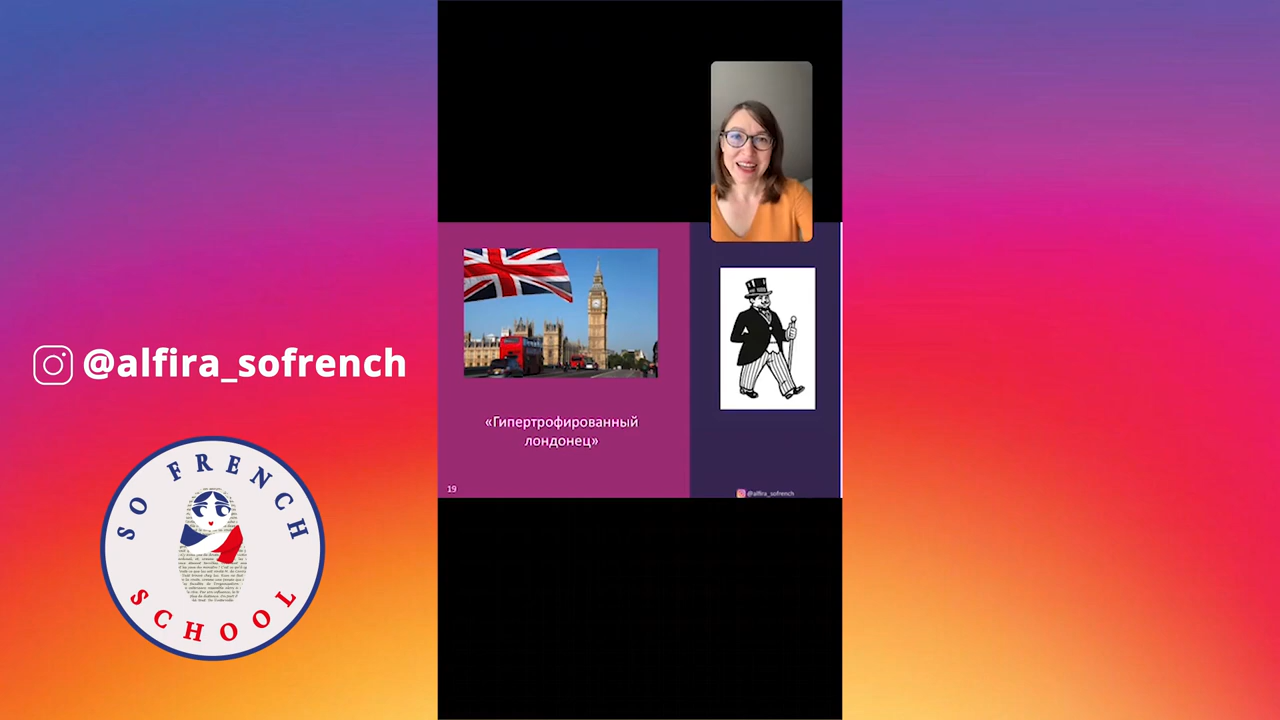 @alfira_sofrench
SO FRENCH
SCHOOL
«Гипертрофированный
лондонец»
19
@alfira_sofrench